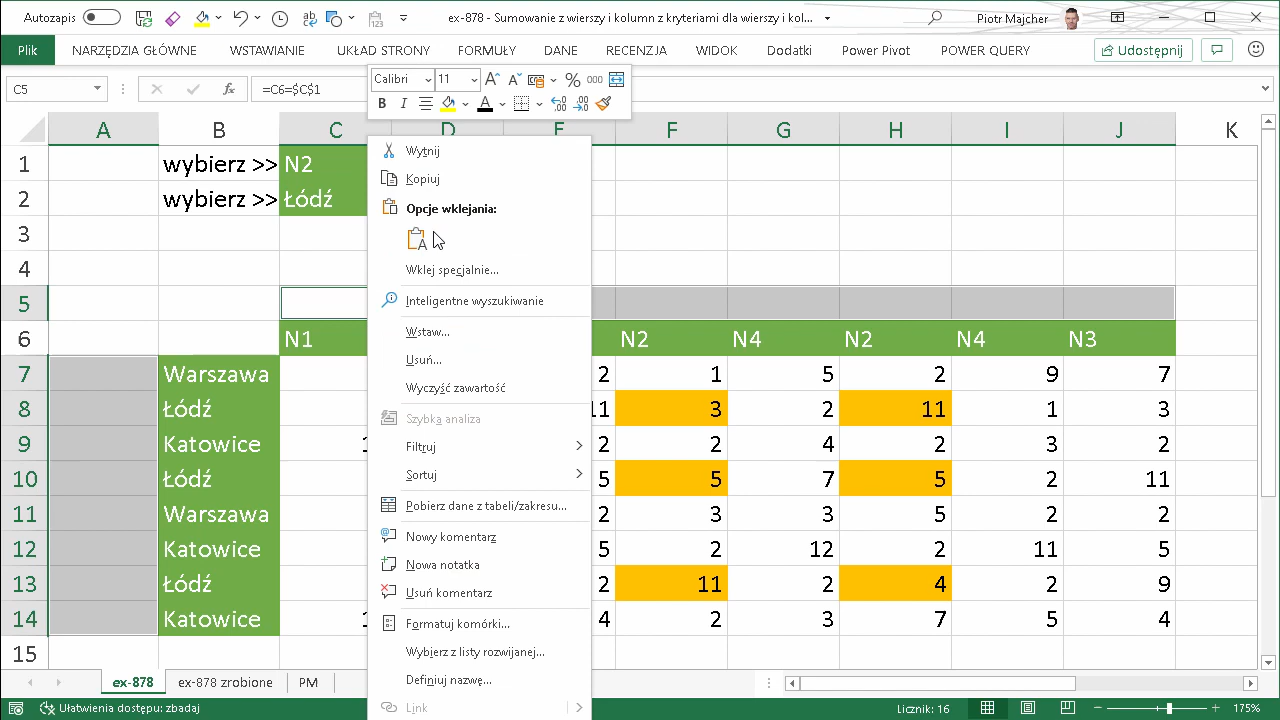 Autozapis
ex-878 - Sumowanie z wierszy i kolumn z kryteriami dla wierszy i kol...
Piotr Majcher
Plik NARZĘDZIA GŁÓWNE WSTAWIANIE UKŁAD STRONY FORMUŁY DANE RECENZJA WIDOK Dodatki Power Pivot POWER QUERY Udostępnij
C5 fx =C6=$C$1
Calibri 11 A A % 000
B I A
A B C D E F G H I J K
1 wybierz >> N2
2 wybierz >> Łódź
3
4
5
6 N1 N2 N4 N2 N4 N3
7 Warszawa 2 1 5 2 9 7
8 Łódź 11 3 2 11 1 3
9 Katowice 1 2 2 4 2 3 2
10 Łódź 5 5 7 5 2 11
11 Warszawa 2 3 3 5 2 2
12 Katowice 5 2 12 2 11 5
13 Łódź 2 11 2 4 2 9
14 Katowice 1 4 2 3 7 5 4
15
Wytnij
Kopiuj
Opcje wklejania:
Wklej specjalnie...
Inteligentne wyszukiwanie
Wstaw...
Usuń...
Wyczyść zawartość
Szybka analiza
Filtruj
Sortuj
Pobierz dane z tabeli/zakresu...
Nowy komentarz
Nowa notatka
Usuń komentarz
Formatuj komórki...
Wybierz z listy rozwijanej...
Definiuj nazwę...
Link
ex-878 ex-878 zrobione PM
Ułatwienia dostępu: zbadaj Licznik: 16 175%